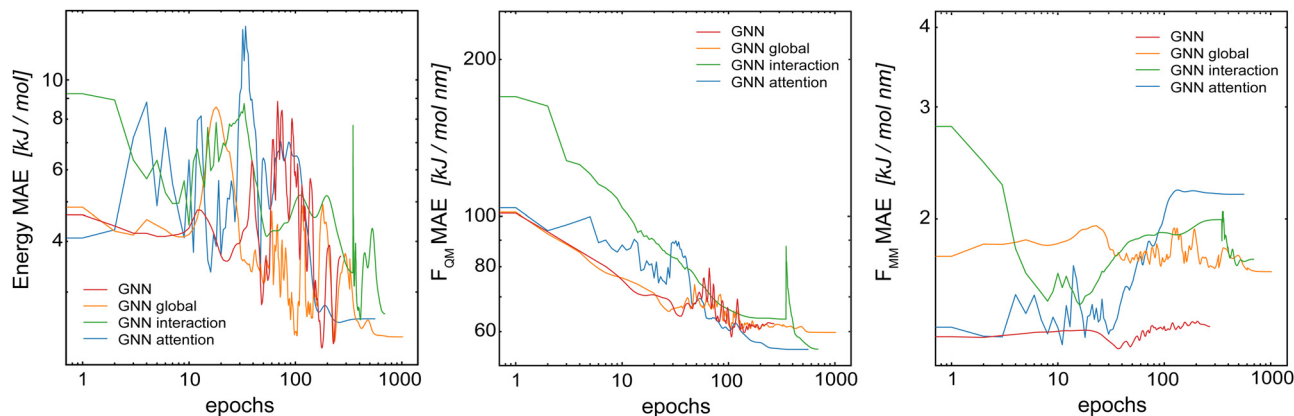 Energy MAE [kJ / mol]
10
8
6
4
GNN
GNN global
GNN interaction
GNN attention
1
10
100
1000
epochs
F_QM MAE [kJ / mol nm]
200
100
80
60
GNN
GNN global
GNN interaction
GNN attention
1
10
100
1000
epochs
F_MM MAE [kJ / mol nm]
4
3
2
GNN
GNN global
GNN interaction
GNN attention
1
10
100
1000
epochs